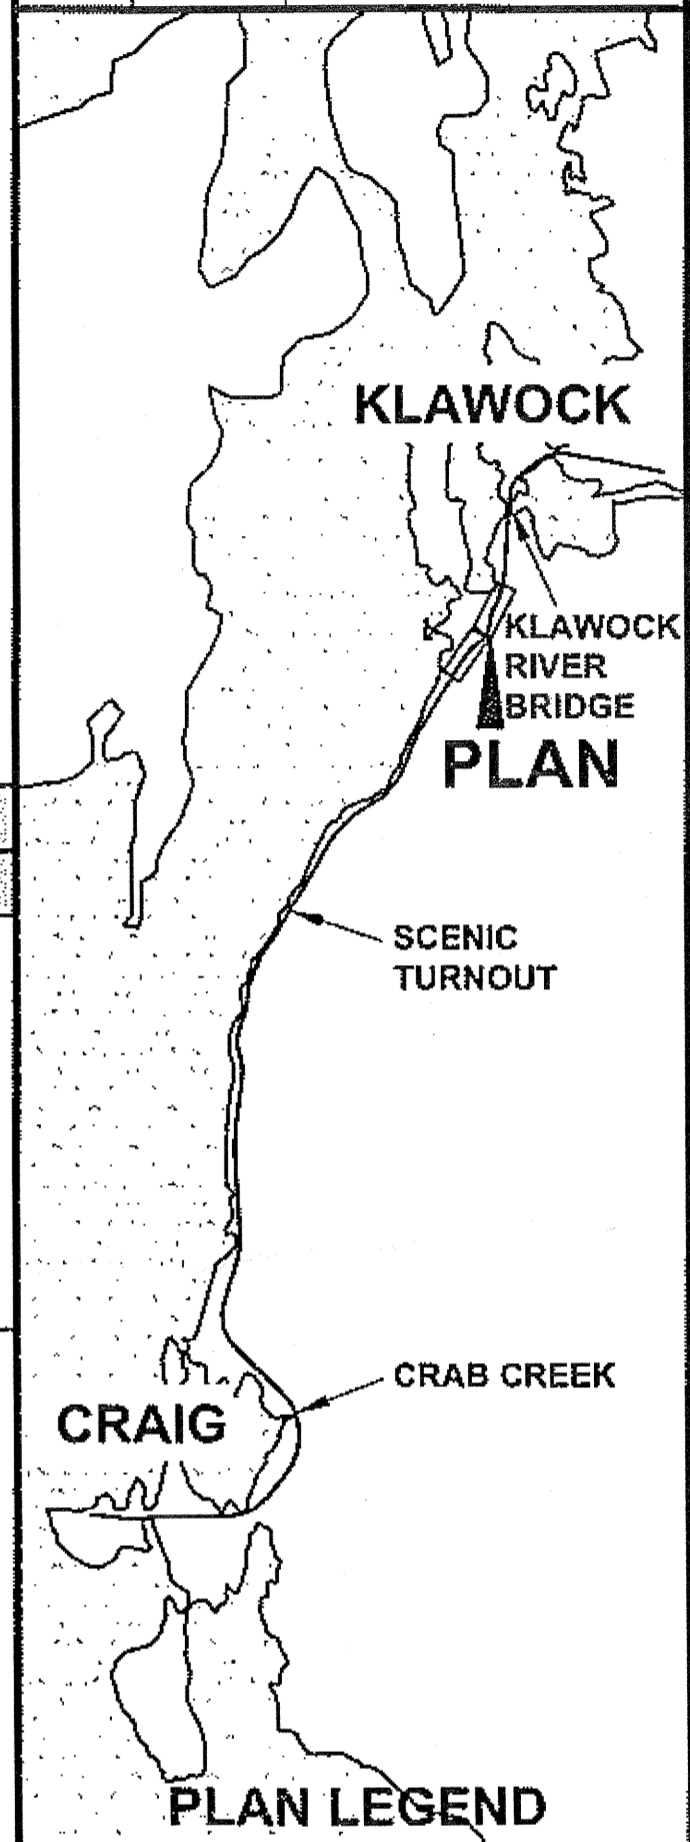 KLAWOCK
KLAWOCK
RIVER
BRIDGE
PLAN
SCENIC
TURNOUT
CRAB CREEK
CRAIG
PLAN LEGEND